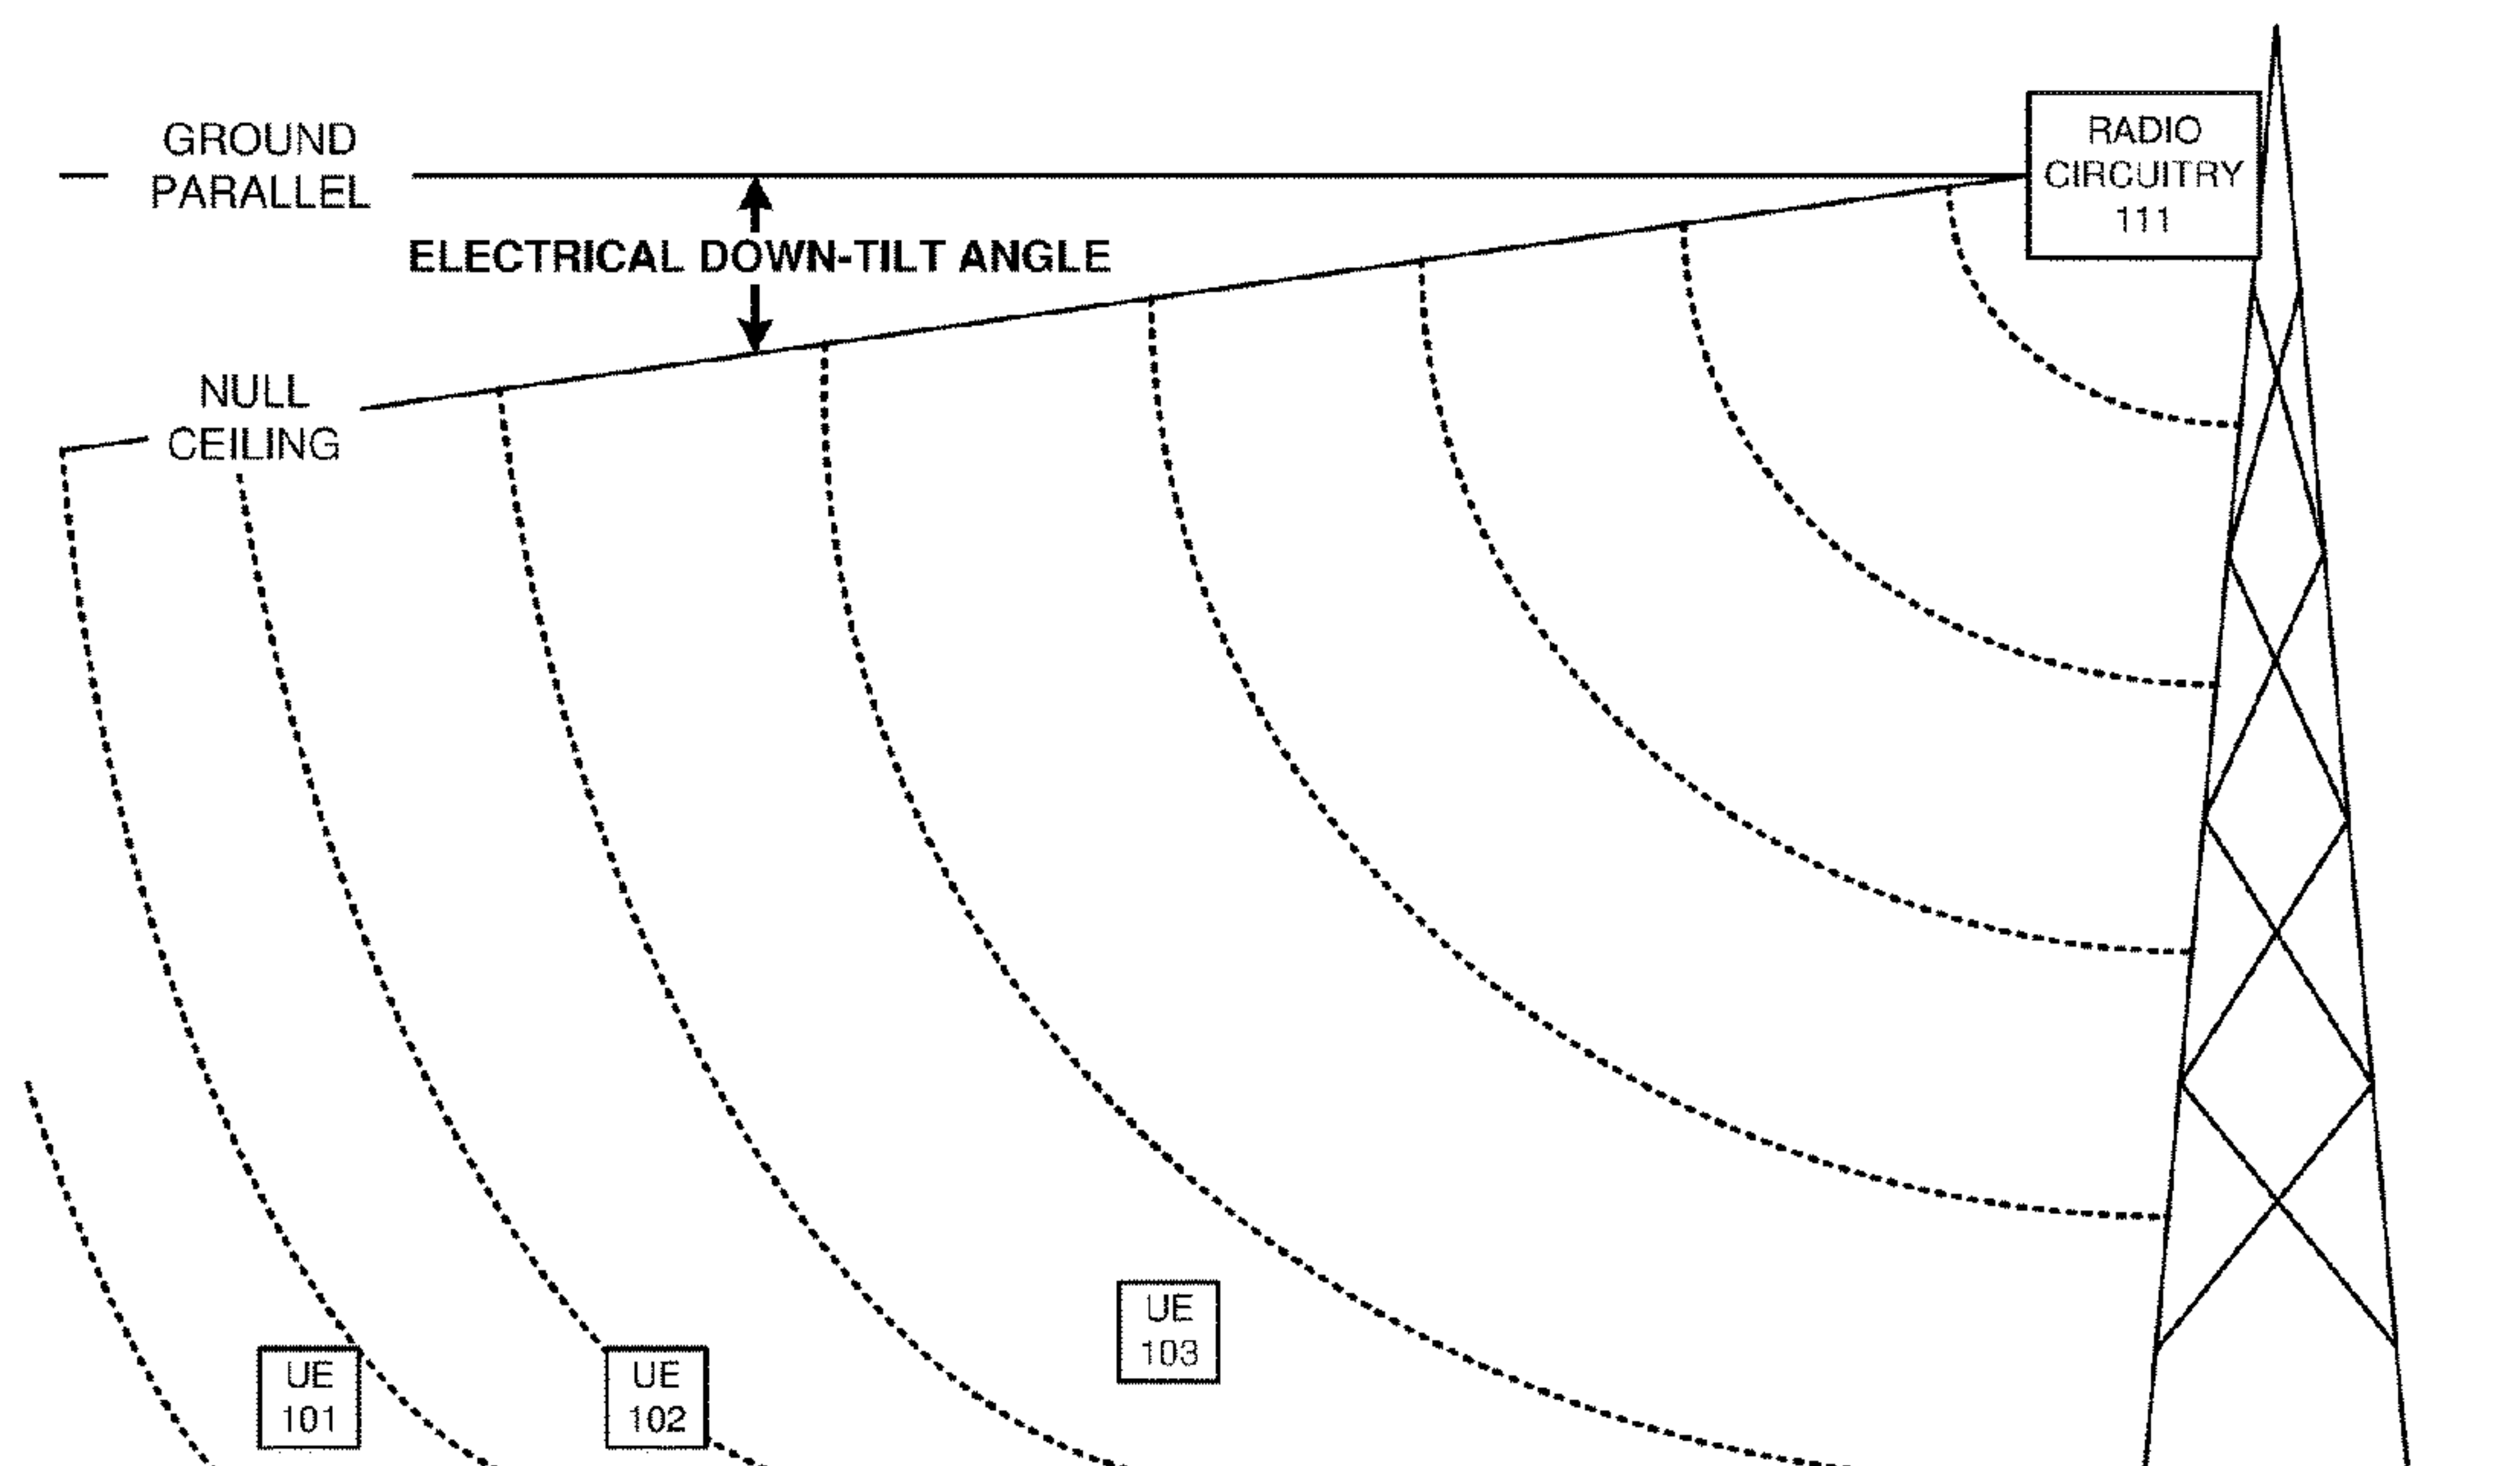 GROUND
PARALLEL
RADIO
CIRCUITRY
111
ELECTRICAL DOWN-TILT ANGLE
NULL
CEILING
UE
103
UE
101
UE
102